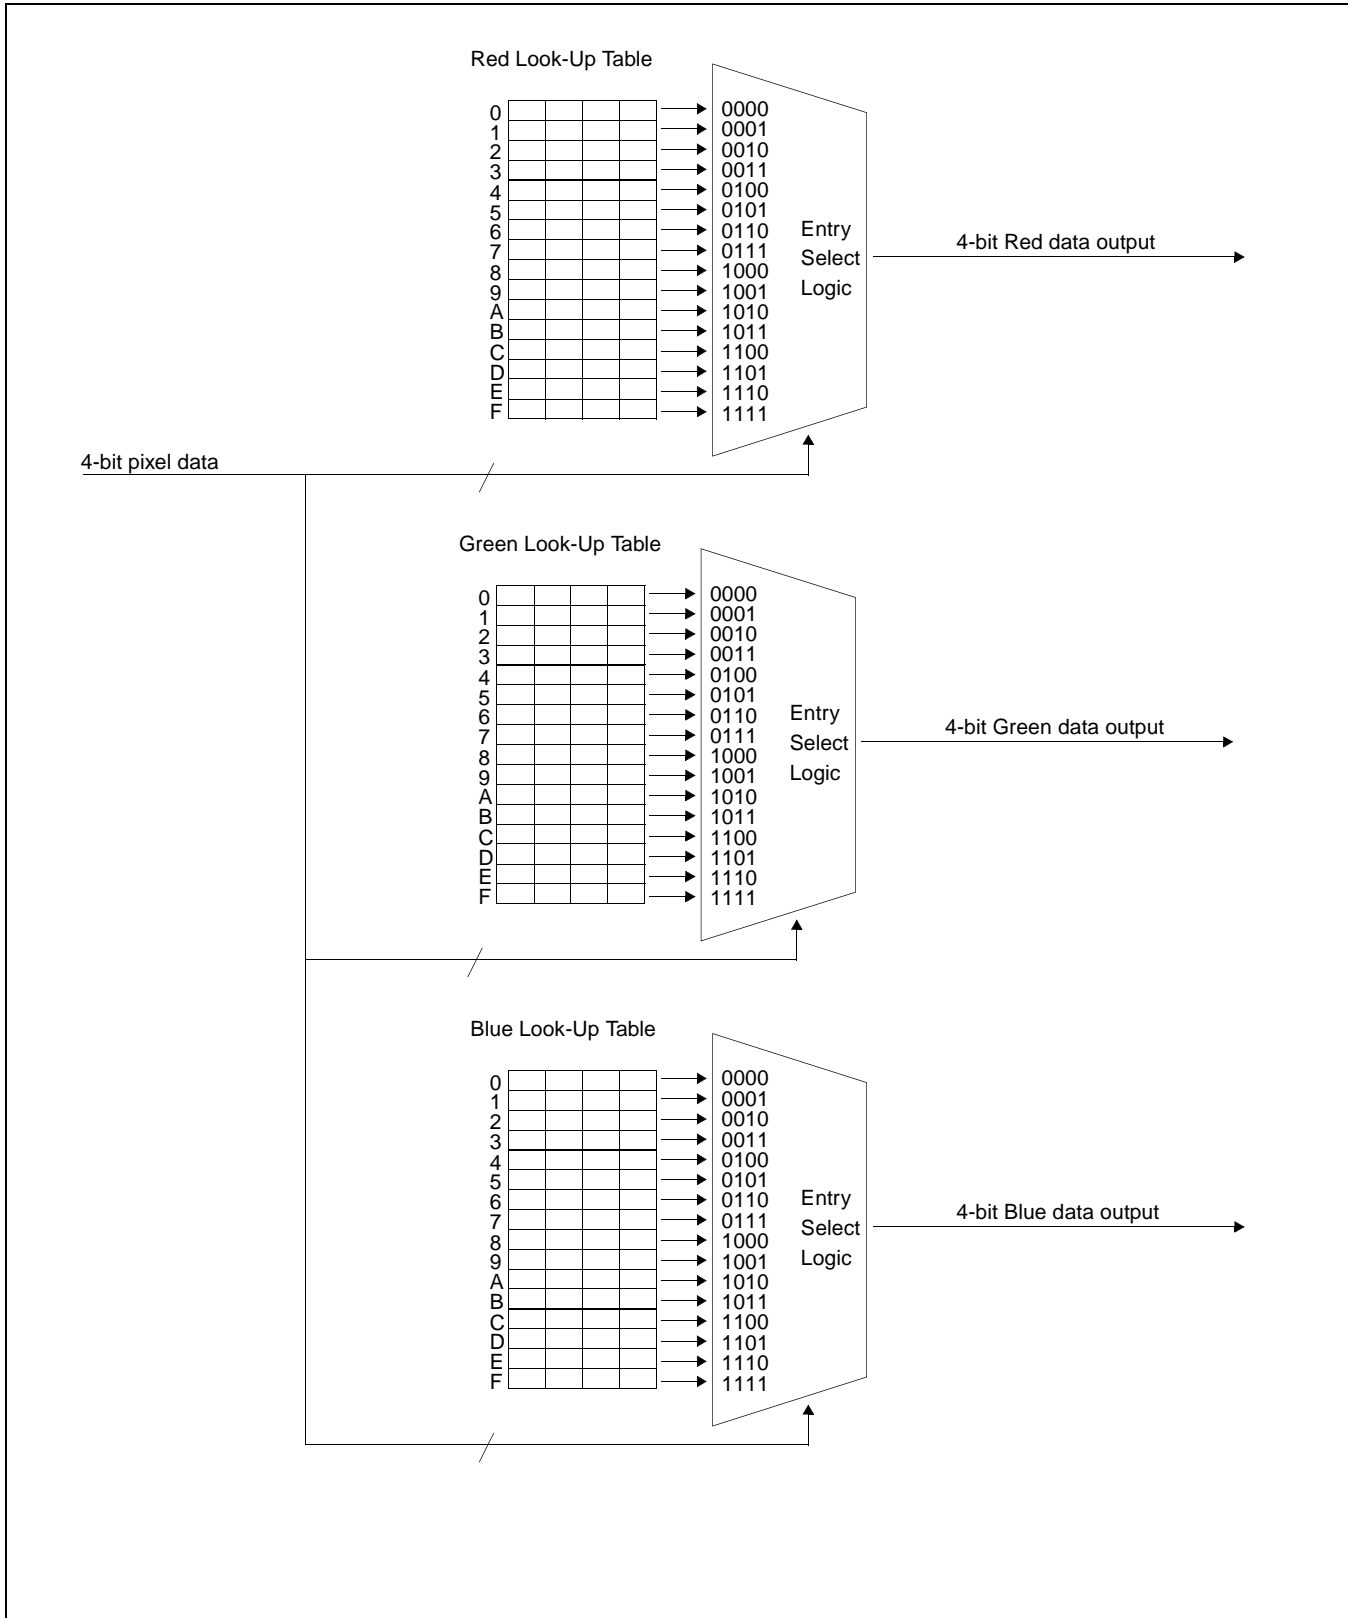 Red Look-Up Table
0 0000
1 0001
2 0010
3 0011
4 0100
5 0101
6 0110
7 0111
8 1000
9 1001
A 1010
B 1011
C 1100
D 1101
E 1110
F 1111
Entry
Select
Logic
4-bit Red data output
4-bit pixel data
Green Look-Up Table
0 0000
1 0001
2 0010
3 0011
4 0100
5 0101
6 0110
7 0111
8 1000
9 1001
A 1010
B 1011
C 1100
D 1101
E 1110
F 1111
Entry
Select
Logic
4-bit Green data output
Blue Look-Up Table
0 0000
1 0001
2 0010
3 0011
4 0100
5 0101
6 0110
7 0111
8 1000
9 1001
A 1010
B 1011
C 1100
D 1101
E 1110
F 1111
Entry
Select
Logic
4-bit Blue data output